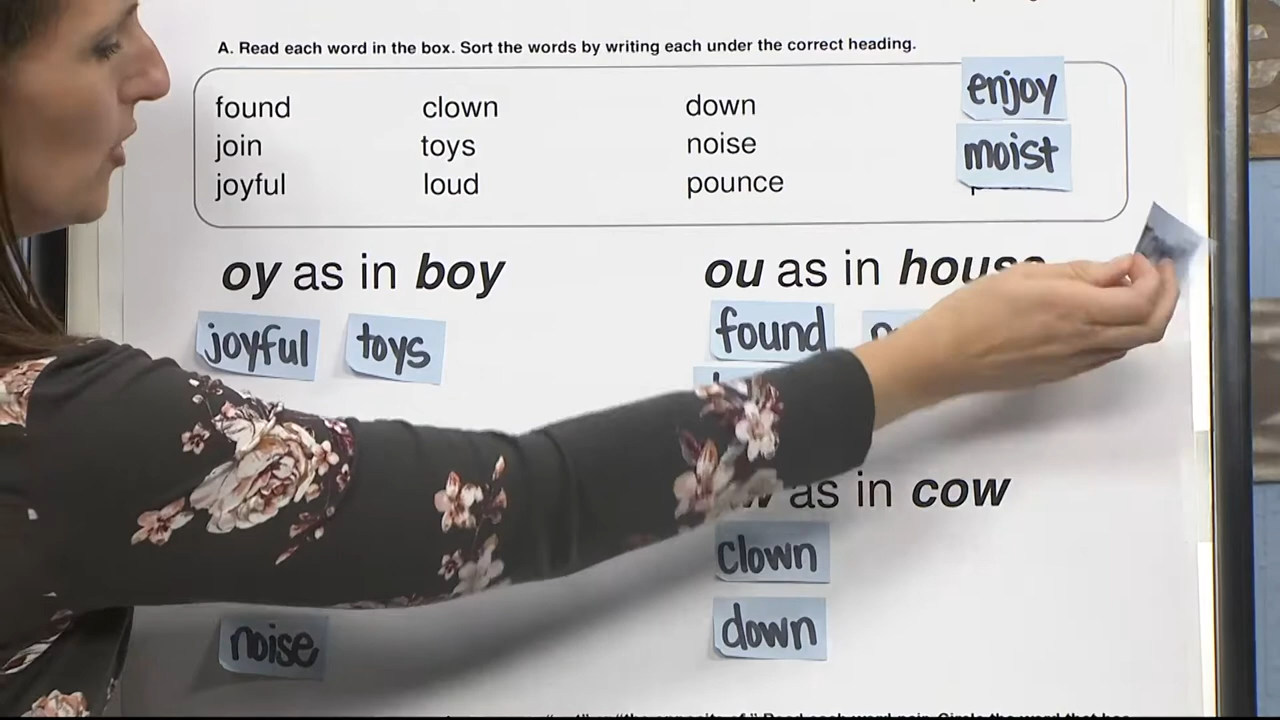 A. Read each word in the box. Sort the words by writing each under the correct heading.
found clown down enjoy
join toys noise moist
joyful loud pounce
oy as in boy
ou as in house
joyful toys
found
as in cow
clown
noise
down